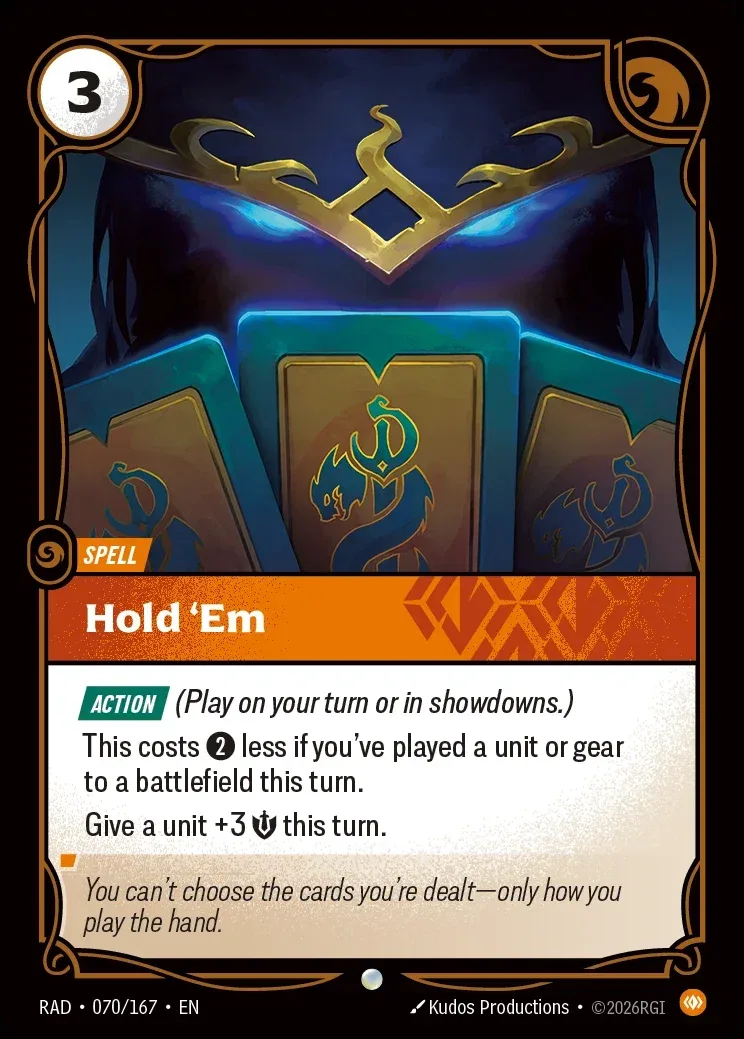 3
SPELL
Hold ‘Em
ACTION (Play on your turn or in showdowns.)
This costs 2 less if you’ve played a unit or gear
to a battlefield this turn.
Give a unit +3 this turn.
You can’t choose the cards you’re dealt—only how you
play the hand.
RAD • 070/167 • EN
Kudos Productions • ©2026RGI